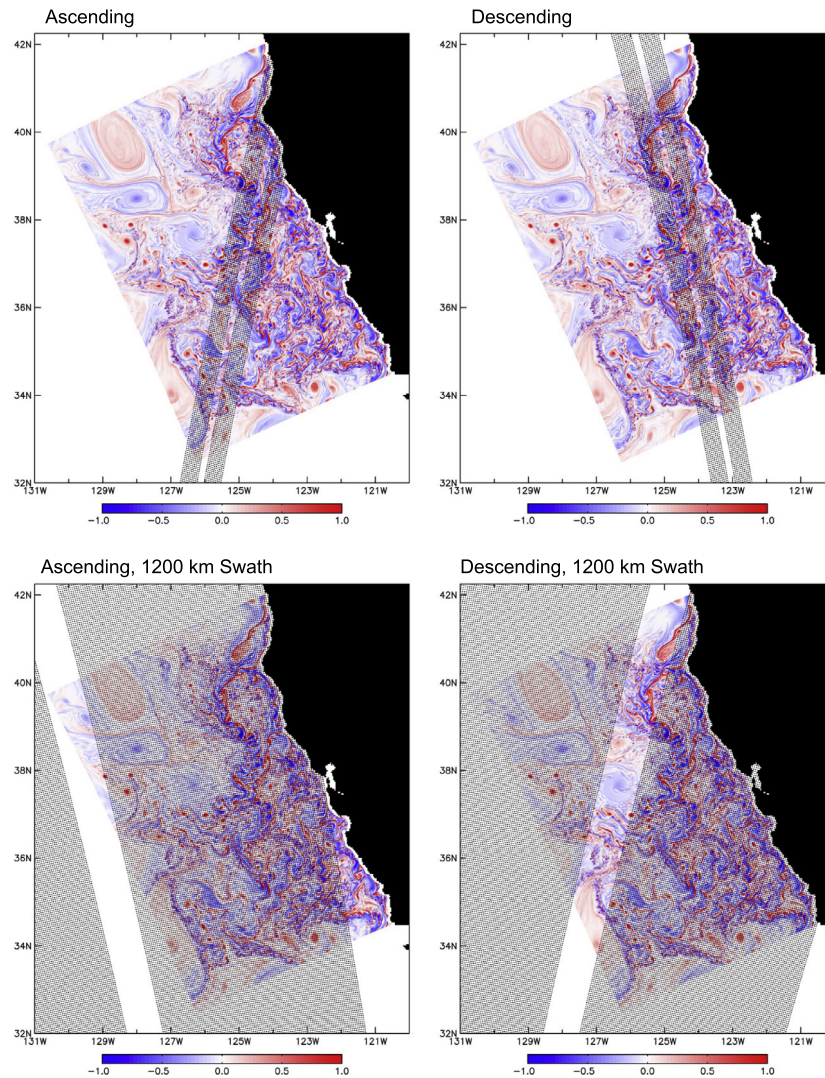 Ascending
Descending
42N
40N
38N
36N
34N
32N
131W 129W 127W 125W 123W 121W
−1.0 −0.5 0.0 0.5 1.0
42N
40N
38N
36N
34N
32N
131W 129W 127W 125W 123W 121W
−1.0 −0.5 0.0 0.5 1.0
Ascending, 1200 km Swath
Descending, 1200 km Swath
42N
40N
38N
36N
34N
32N
131W 129W 127W 125W 123W 121W
−1.0 −0.5 0.0 0.5 1.0
42N
40N
38N
36N
34N
32N
131W 129W 127W 125W 123W 121W
−1.0 −0.5 0.0 0.5 1.0